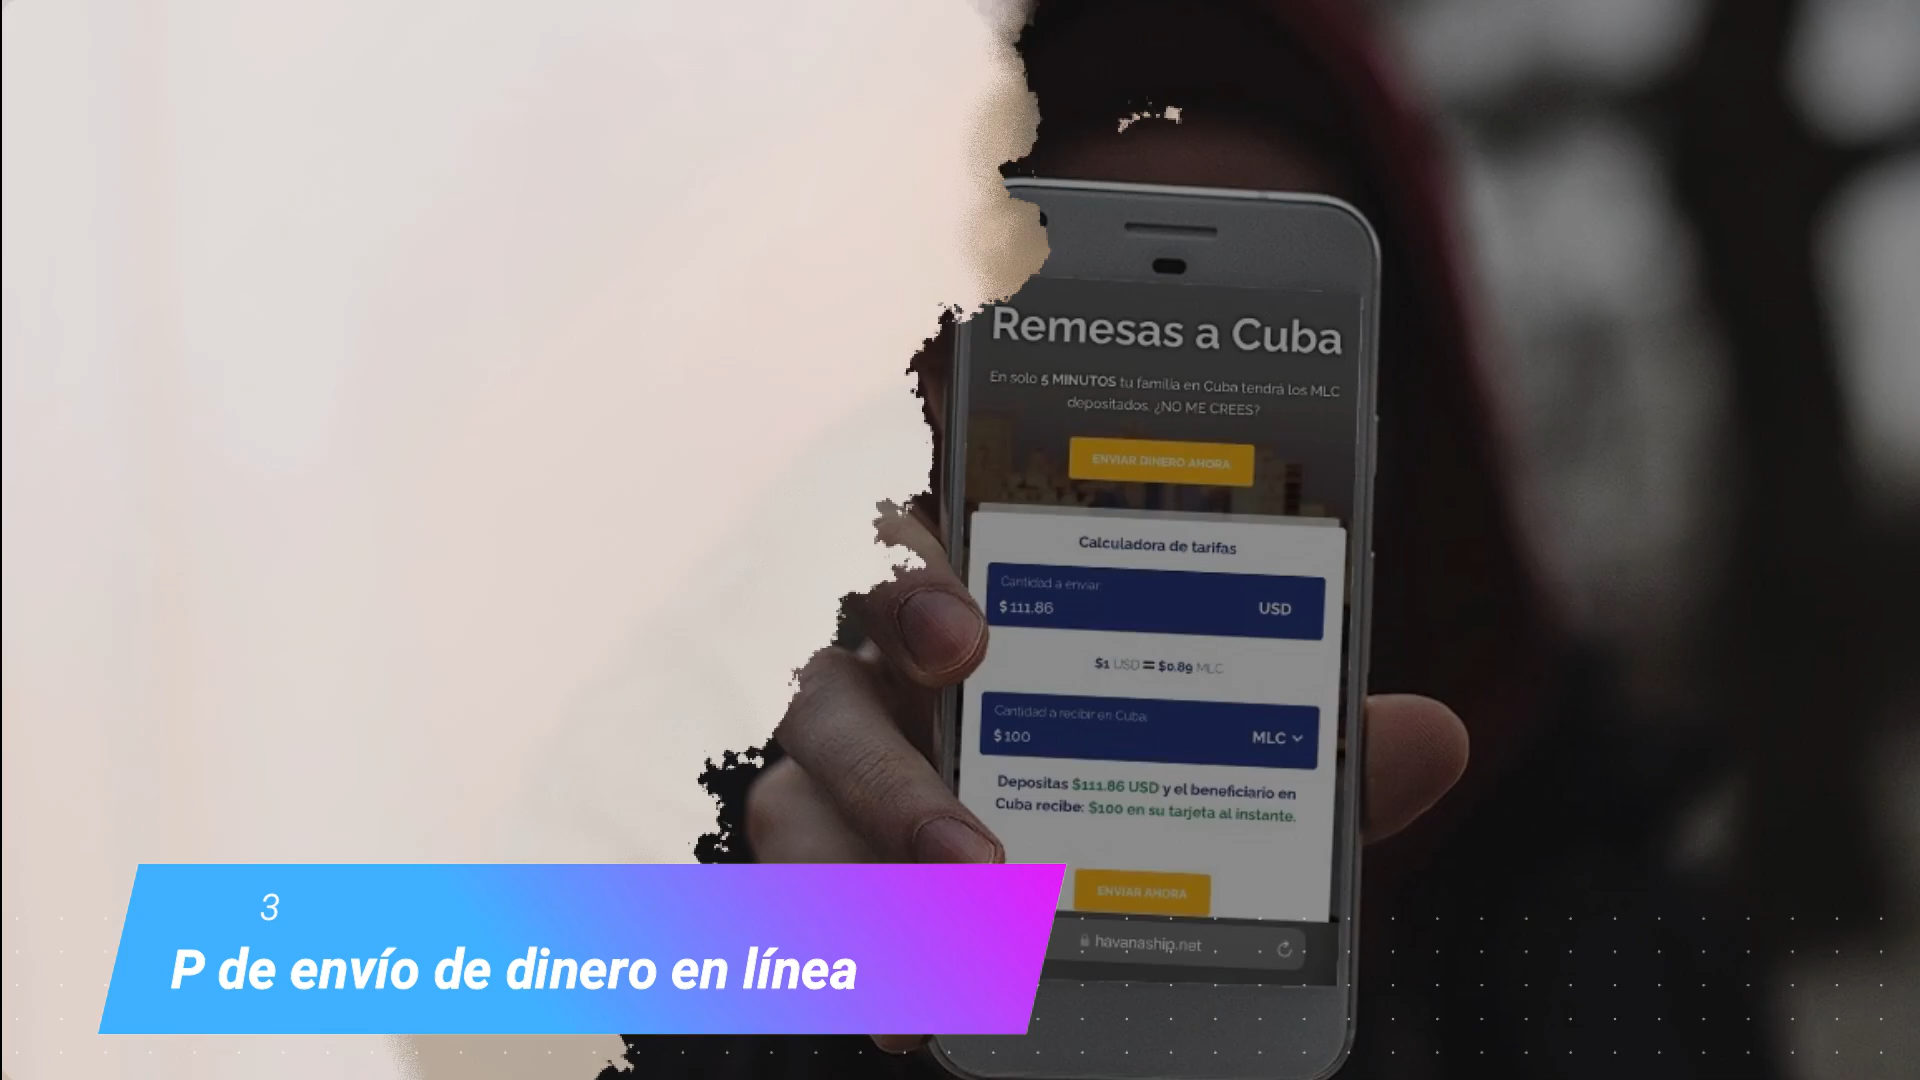 Remesas a Cuba
En solo 5 MINUTOS tu familia en Cuba tendrá los MLC
depositados. ¿NO ME CREES?
ENVIAR DINERO AHORA
Calculadora de tarifas
Cantidad a enviar:
$111.86 USD
$1 USD = $0.89 MLC
Cantidad a recibir en Cuba:
$100 MLC
Depositas $111.86 USD y el beneficiario en
Cuba recibe: $100 en su tarjeta al instante.
ENVIAR AHORA
havanaship.net
3
P de envío de dinero en línea